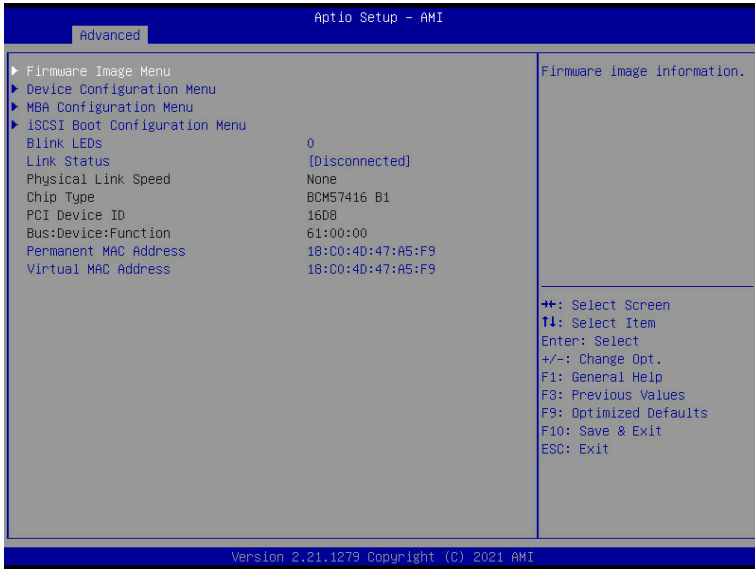 Aptio Setup – AMI
Advanced
Firmware Image Menu
Device Configuration Menu
MBA Configuration Menu
iSCSI Boot Configuration Menu
Blink LEDs 0
Link Status [Disconnected]
Physical Link Speed None
Chip Type BCM57416 B1
PCI Device ID 16D8
Bus:Device:Function 61:00:00
Permanent MAC Address 18:C0:4D:47:A5:F9
Virtual MAC Address 18:C0:4D:47:A5:F9
Firmware image information.
→←: Select Screen
↑↓: Select Item
Enter: Select
+/-: Change Opt.
F1: General Help
F3: Previous Values
F9: Optimized Defaults
F10: Save & Exit
ESC: Exit
Version 2.21.1279 Copyright (C) 2021 AMI